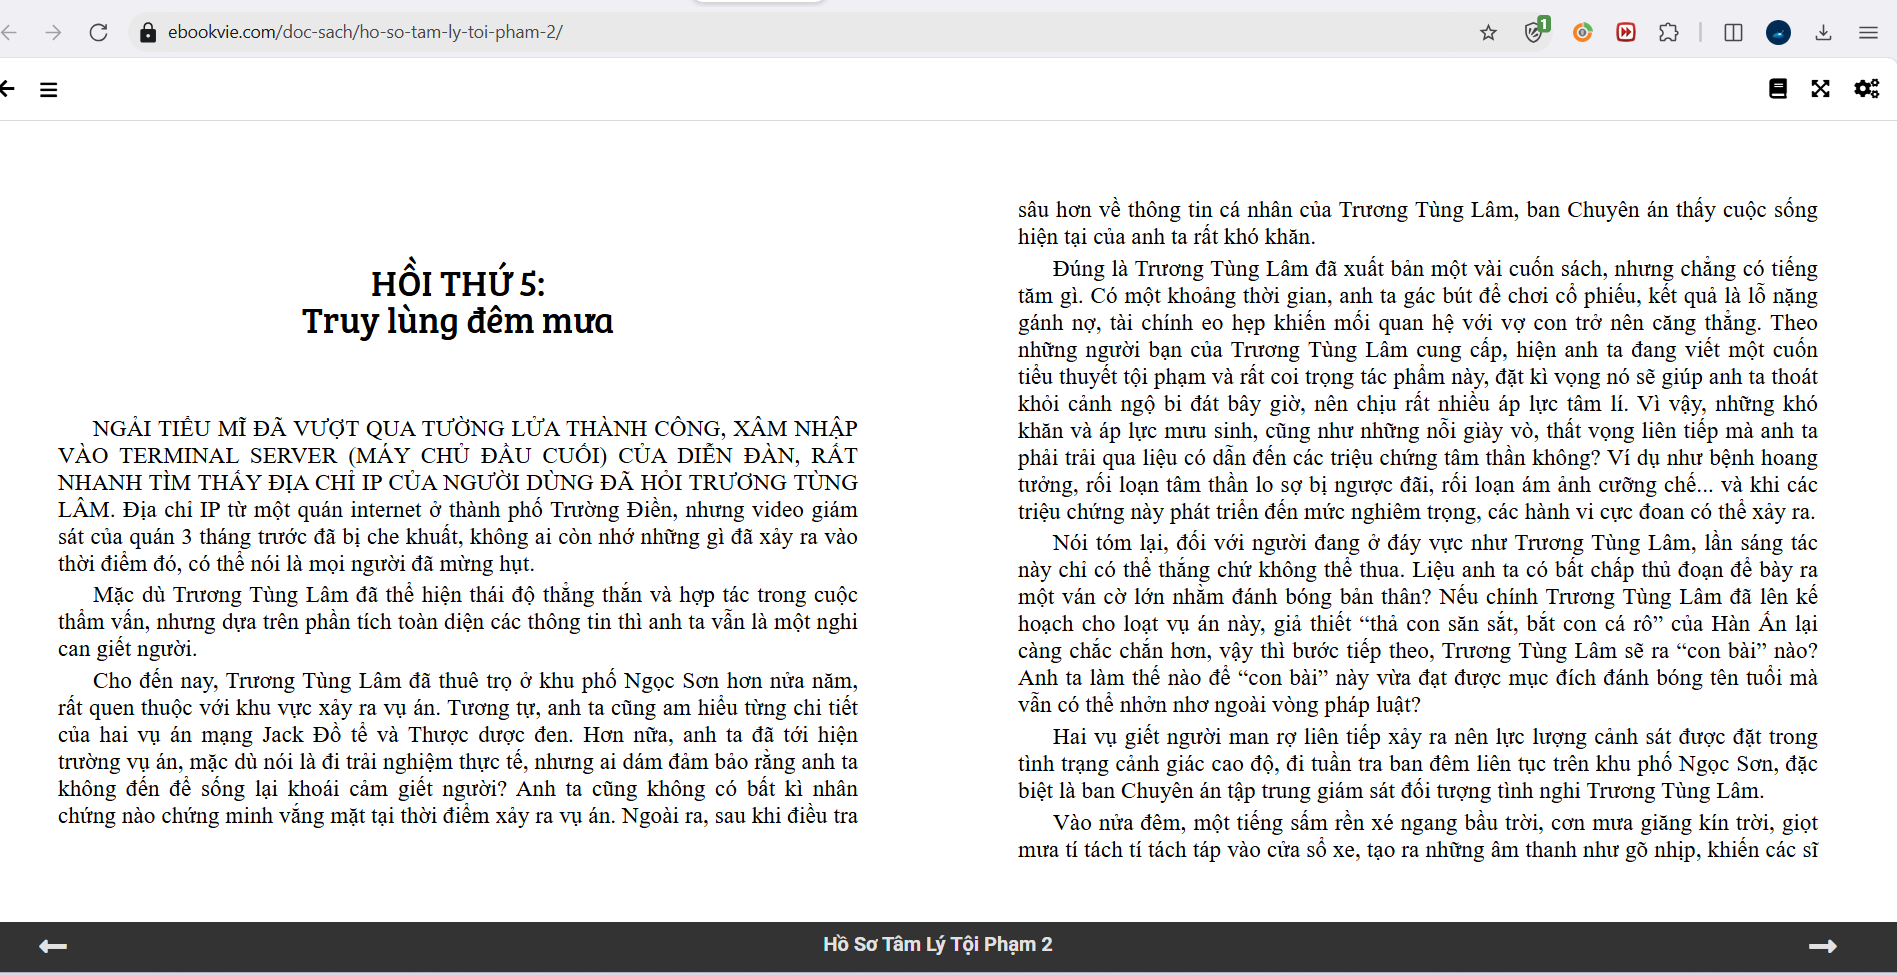 ebookvie.com/doc-sach/ho-so-tam-ly-toi-pham-2/
1
HỒI THỨ 5:
Truy lùng đêm mưa
NGẢI TIỂU MĨ ĐÃ VƯỢT QUA TƯỜNG LỬA THÀNH CÔNG, XÂM NHẬP
VÀO TERMINAL SERVER (MÁY CHỦ ĐẦU CUỐI) CỦA DIỄN ĐÀN, RẤT
NHANH TÌM THẤY ĐỊA CHỈ IP CỦA NGƯỜI DÙNG ĐÃ HỎI TRƯƠNG TÙNG
LÂM. Địa chỉ IP từ một quán internet ở thành phố Trường Điền, nhưng video giám
sát của quán 3 tháng trước đã bị che khuất, không ai còn nhớ những gì đã xảy ra vào
thời điểm đó, có thể nói là mọi người đã mừng hụt.
Mặc dù Trương Tùng Lâm đã thể hiện thái độ thẳng thắn và hợp tác trong cuộc
thẩm vấn, nhưng dựa trên phần tích toàn diện các thông tin thì anh ta vẫn là một nghi
can giết người.
Cho đến nay, Trương Tùng Lâm đã thuê trọ ở khu phố Ngọc Sơn hơn nửa năm,
rất quen thuộc với khu vực xảy ra vụ án. Tương tự, anh ta cũng am hiểu từng chi tiết
của hai vụ án mạng Jack Đồ tể và Thược dược đen. Hơn nữa, anh ta đã tới hiện
trường vụ án, mặc dù nói là đi trải nghiệm thực tế, nhưng ai dám đảm bảo rằng anh ta
không đến để sống lại khoái cảm giết người? Anh ta cũng không có bất kì nhân
chứng nào chứng minh vắng mặt tại thời điểm xảy ra vụ án. Ngoài ra, sau khi điều tra
sâu hơn về thông tin cá nhân của Trương Tùng Lâm, ban Chuyên án thấy cuộc sống
hiện tại của anh ta rất khó khăn.
Đúng là Trương Tùng Lâm đã xuất bản một vài cuốn sách, nhưng chẳng có tiếng
tăm gì. Có một khoảng thời gian, anh ta gác bút để chơi cổ phiếu, kết quả là lỗ nặng
gánh nợ, tài chính eo hẹp khiến mối quan hệ với vợ con trở nên căng thẳng. Theo
những người bạn của Trương Tùng Lâm cung cấp, hiện anh ta đang viết một cuốn
tiểu thuyết tội phạm và rất coi trọng tác phẩm này, đặt kì vọng nó sẽ giúp anh ta thoát
khỏi cảnh ngộ bi đát bây giờ, nên chịu rất nhiều áp lực tâm lí. Vì vậy, những khó
khăn và áp lực mưu sinh, cũng như những nỗi giày vò, thất vọng liên tiếp mà anh ta
phải trải qua liệu có dẫn đến các triệu chứng tâm thần không? Ví dụ như bệnh hoang
tưởng, rối loạn tâm thần lo sợ bị ngược đãi, rối loạn ám ảnh cưỡng chế... và khi các
triệu chứng này phát triển đến mức nghiêm trọng, các hành vi cực đoan có thể xảy ra.
Nói tóm lại, đối với người đang ở đáy vực như Trương Tùng Lâm, lần sáng tác
này chỉ có thể thắng chứ không thể thua. Liệu anh ta có bất chấp thủ đoạn để bày ra
một ván cờ lớn nhằm đánh bóng bản thân? Nếu chính Trương Tùng Lâm đã lên kế
hoạch cho loạt vụ án này, giả thiết “thả con săn sắt, bắt con cá rô” của Hàn Ấn lại
càng chắc chắn hơn, vậy thì bước tiếp theo, Trương Tùng Lâm sẽ ra “con bài” nào?
Anh ta làm thế nào để “con bài” này vừa đạt được mục đích đánh bóng tên tuổi mà
vẫn có thể nhởn nhơ ngoài vòng pháp luật?
Hai vụ giết người man rợ liên tiếp xảy ra nên lực lượng cảnh sát được đặt trong
tình trạng cảnh giác cao độ, đi tuần tra ban đêm liên tục trên khu phố Ngọc Sơn, đặc
biệt là ban Chuyên án tập trung giám sát đối tượng tình nghi Trương Tùng Lâm.
Vào nửa đêm, một tiếng sấm rền xé ngang bầu trời, cơn mưa giăng kín trời, giọt
mưa tí tách tí tách táp vào cửa sổ xe, tạo ra những âm thanh như gõ nhịp, khiến các sĩ
Hồ Sơ Tâm Lý Tội Phạm 2